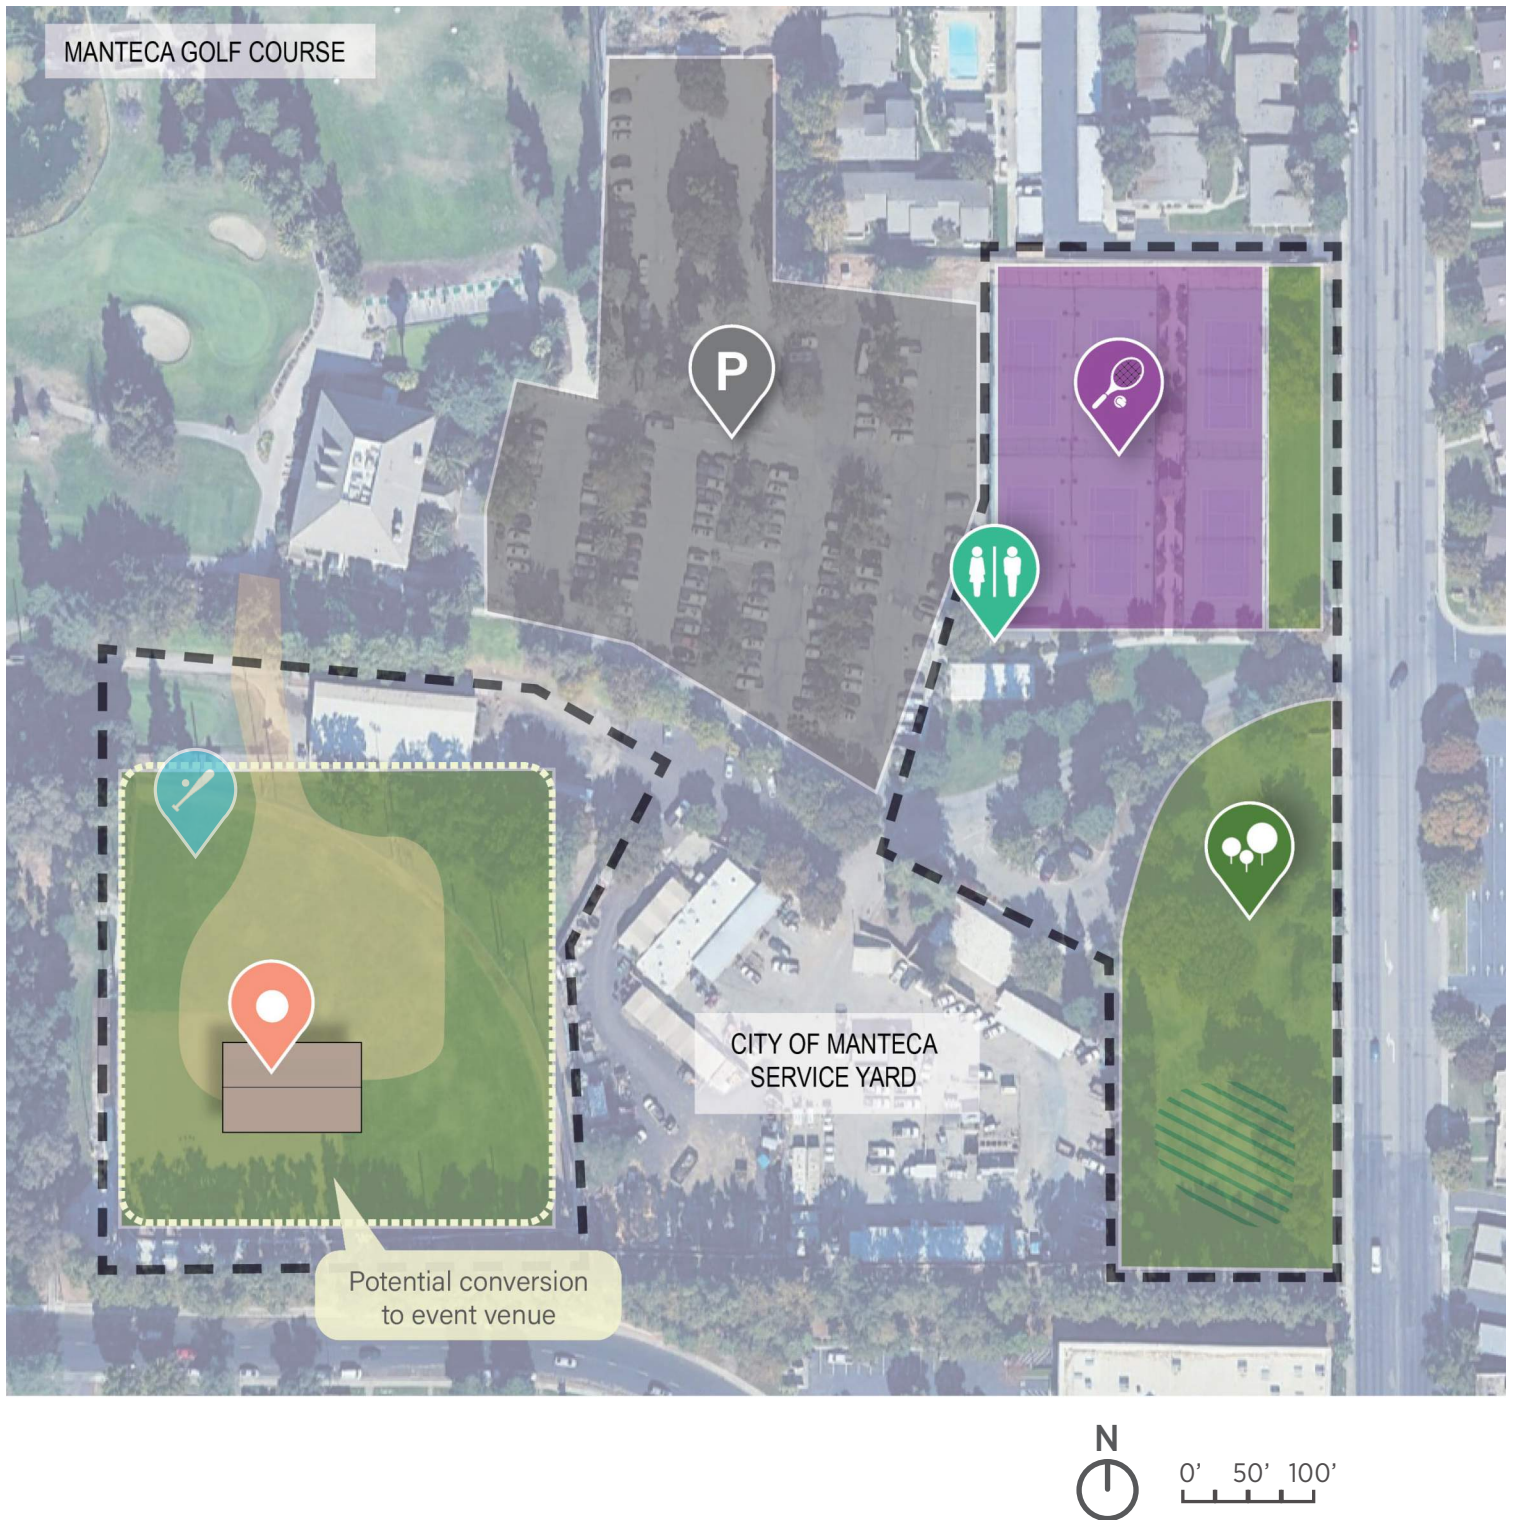 MANTECA GOLF COURSE
P
CITY OF MANTECA
SERVICE YARD
Potential conversion
to event venue
N
0’ 50’ 100’